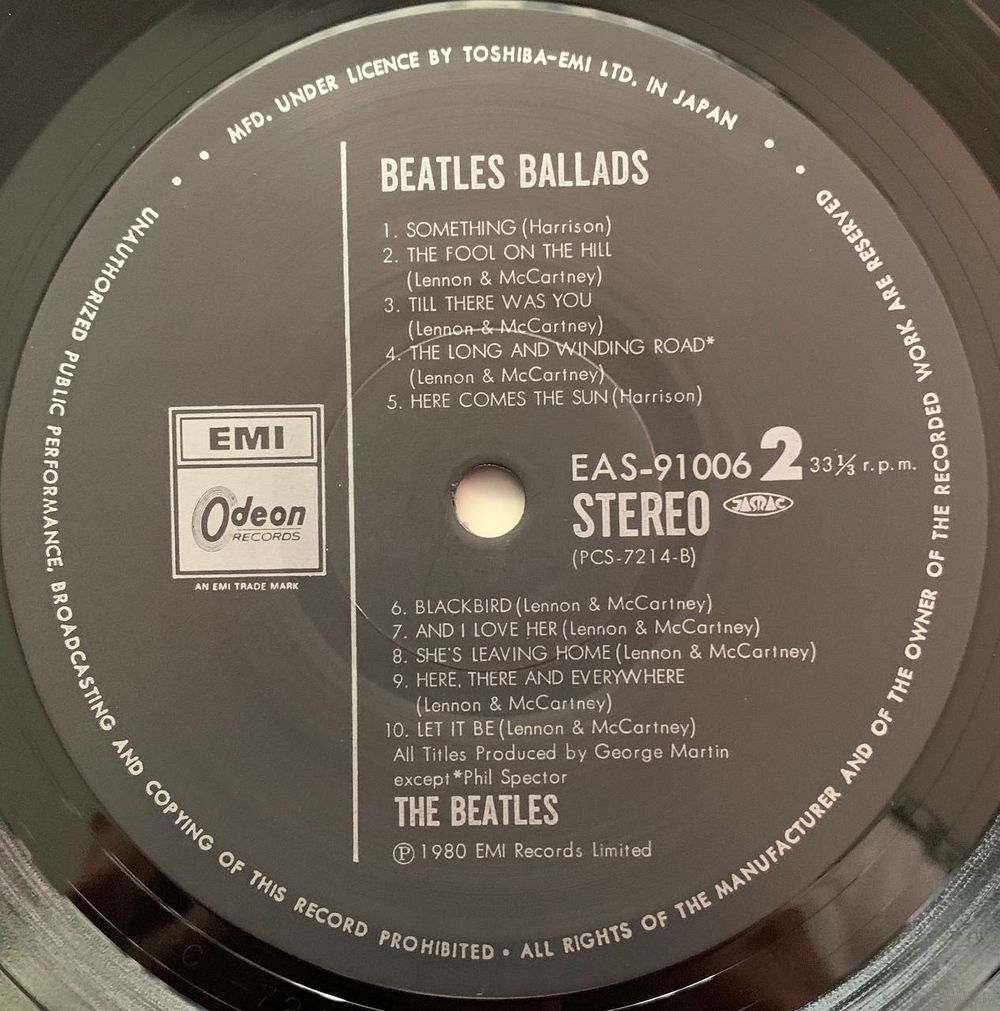 MFD. UNDER LICENCE BY TOSHIBA-EMI LTD. IN JAPAN
BEATLES BALLADS
1. SOMETHING (Harrison)
2. THE FOOL ON THE HILL
(Lennon & McCartney)
3. TILL THERE WAS YOU
(Lennon & McCartney)
4. THE LONG AND WINDING ROAD*
(Lennon & McCartney)
5. HERE COMES THE SUN (Harrison)
EMI
Odeon
RECORDS
AN EMI TRADE MARK
EAS-91006 2 33⅓ r.p.m.
STEREO JASRAC
(PCS-7214-B)
6. BLACKBIRD (Lennon & McCartney)
7. AND I LOVE HER (Lennon & McCartney)
8. SHE'S LEAVING HOME (Lennon & McCartney)
9. HERE, THERE AND EVERYWHERE
(Lennon & McCartney)
10. LET IT BE (Lennon & McCartney)
All Titles Produced by George Martin
except *Phil Spector
THE BEATLES
Ⓟ 1980 EMI Records Limited
UNAUTHORIZED PUBLIC PERFORMANCE, BROADCASTING AND COPYING OF THIS RECORD PROHIBITED • ALL RIGHTS OF THE MANUFACTURER AND OF THE OWNER OF THE RECORDED WORK ARE RESERVED